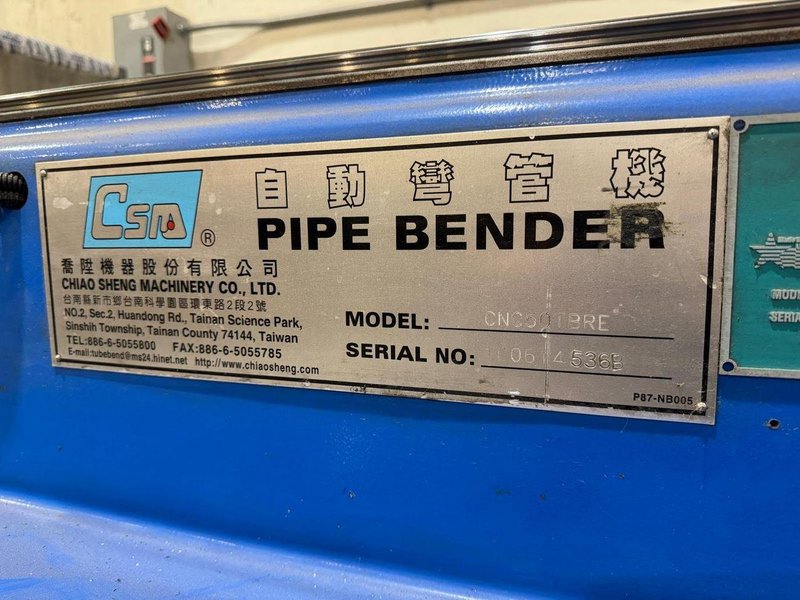 CSM ®
自動彎管機
PIPE BENDER
喬陞機器股份有限公司
CHIAO SHENG MACHINERY CO., LTD.
台南縣新市鄉台南科學園區環東路2段2號
NO.2, Sec.2, Huandong Rd., Tainan Science Park,
Sinshih Township, Tainan County 74144, Taiwan
TEL:886-6-5055800 FAX:886-6-5055785
E-mail:tubebend@ms24.hinet.net http://www.chiaosheng.com
MODEL: CNC50TBRE
SERIAL NO:
P87-NB005
MODE
SERIA